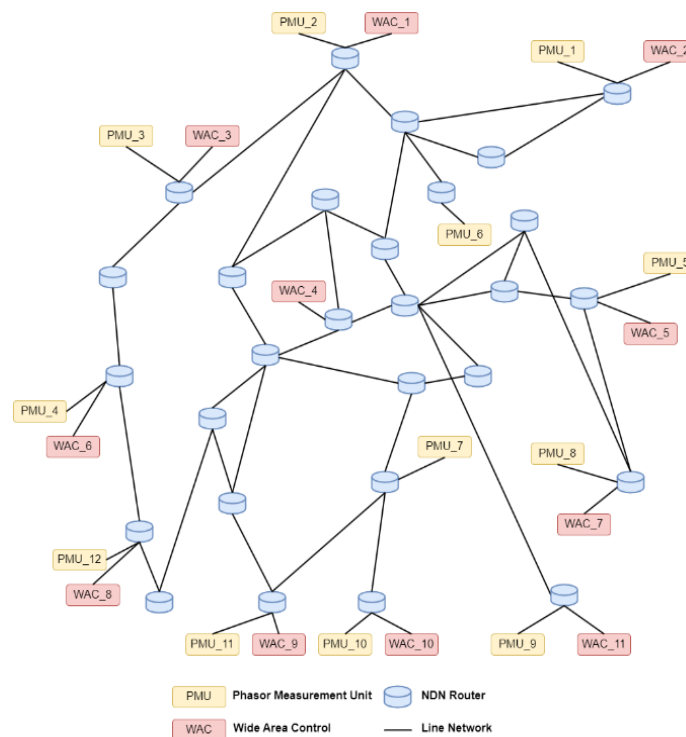 PMU_2 WAC_1
PMU_1 WAC_2
PMU_3 WAC_3
PMU_6
PMU_5
WAC_4
WAC_5
PMU_4
WAC_6
PMU_7
PMU_8
WAC_7
PMU_12
WAC_8
PMU_11 WAC_9 PMU_10 WAC_10 PMU_9 WAC_11
PMU Phasor Measurement Unit NDN Router
WAC Wide Area Control Line Network